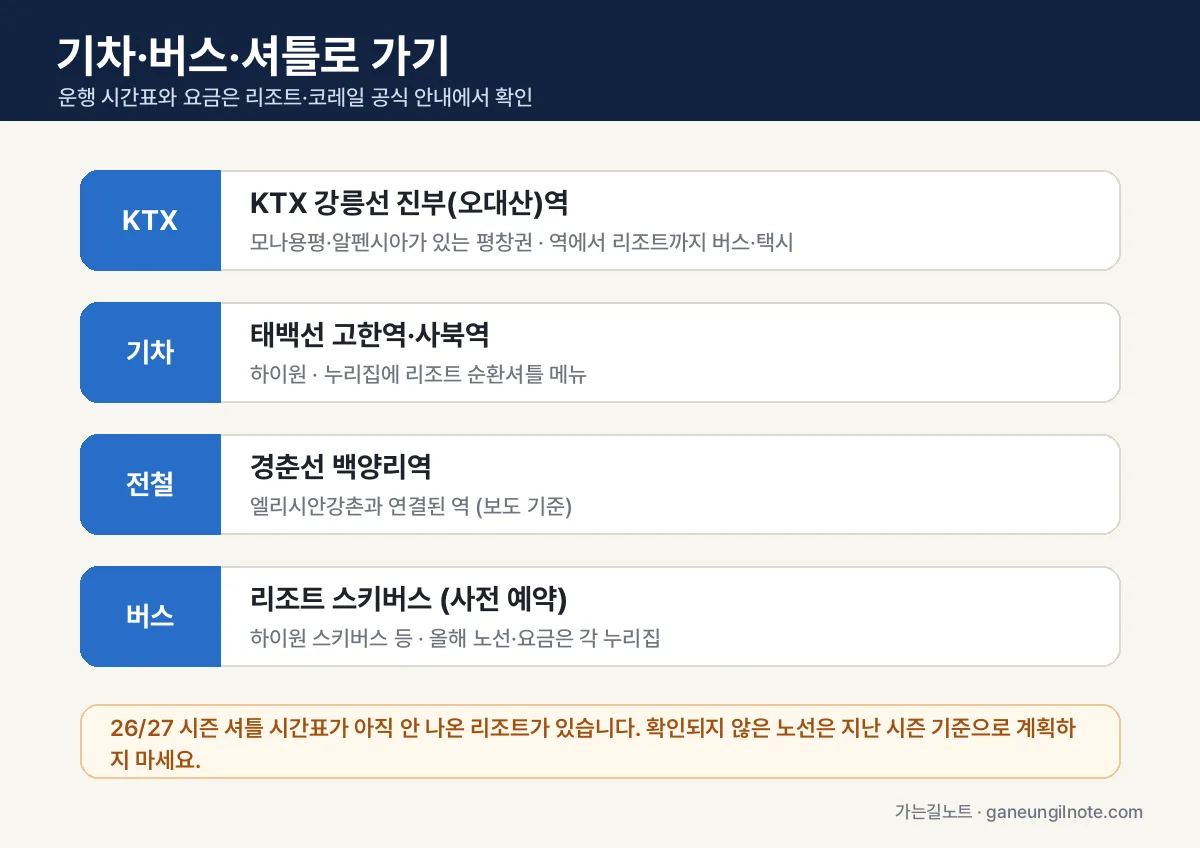 기차·버스·셔틀로 가기
운행 시간표와 요금은 리조트·코레일 공식 안내에서 확인
KTX
KTX 강릉선 진부(오대산)역
모나용평·알펜시아가 있는 평창권 · 역에서 리조트까지 버스·택시
기차
태백선 고한역·사북역
하이원 · 누리집에 리조트 순환셔틀 메뉴
전철
경춘선 백양리역
엘리시안강촌과 연결된 역 (보도 기준)
버스
리조트 스키버스 (사전 예약)
하이원 스키버스 등 · 올해 노선·요금은 각 누리집
26/27 시즌 셔틀 시간표가 아직 안 나온 리조트가 있습니다. 확인되지 않은 노선은 지난 시즌 기준으로 계획하
지 마세요.
가는길노트 · ganeungilnote.com